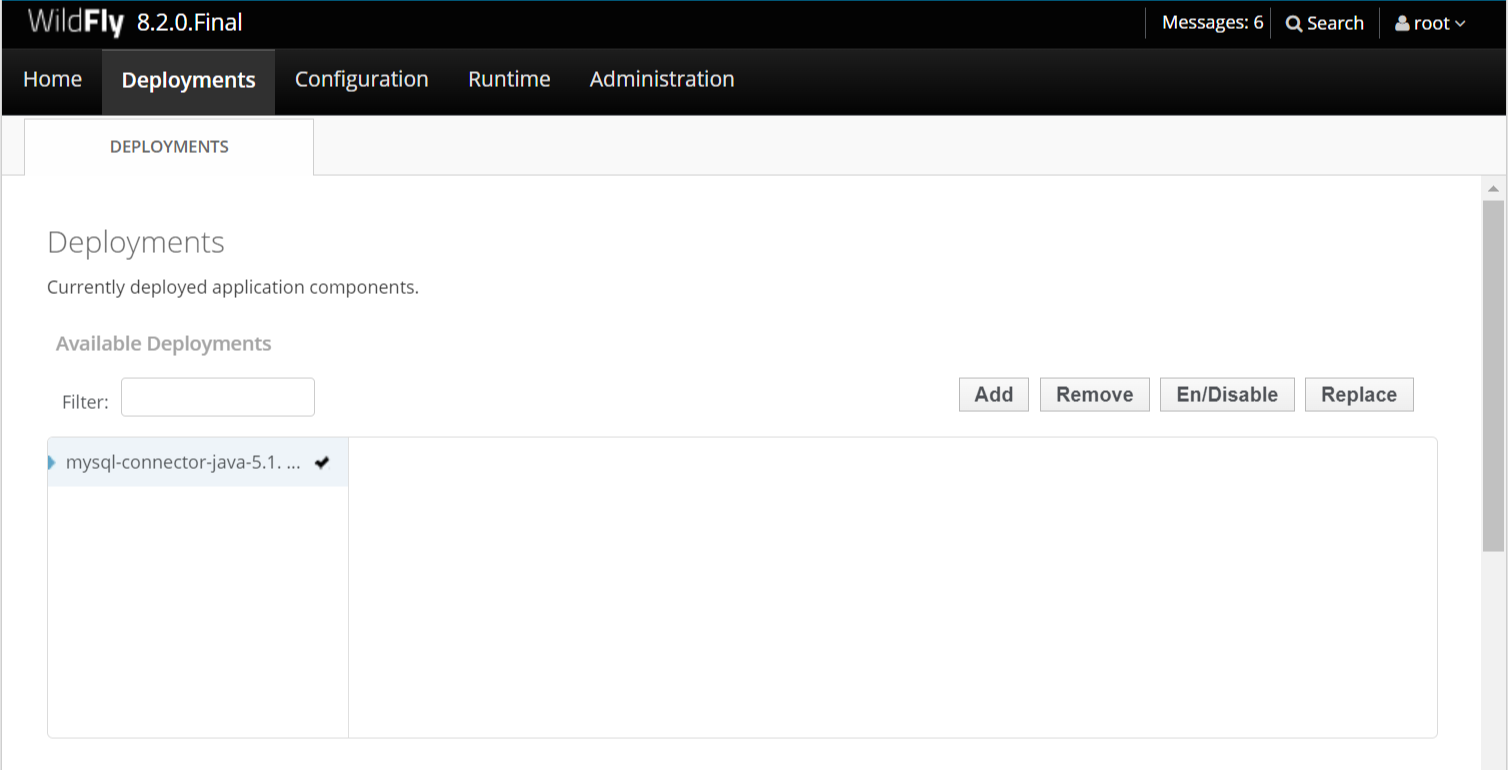 WildFly 8.2.0.Final Messages: 6 Search root
Home Deployments Configuration Runtime Administration
DEPLOYMENTS
Deployments
Currently deployed application components.
Available Deployments
Filter: Add Remove En/Disable Replace
mysql-connector-java-5.1. ...